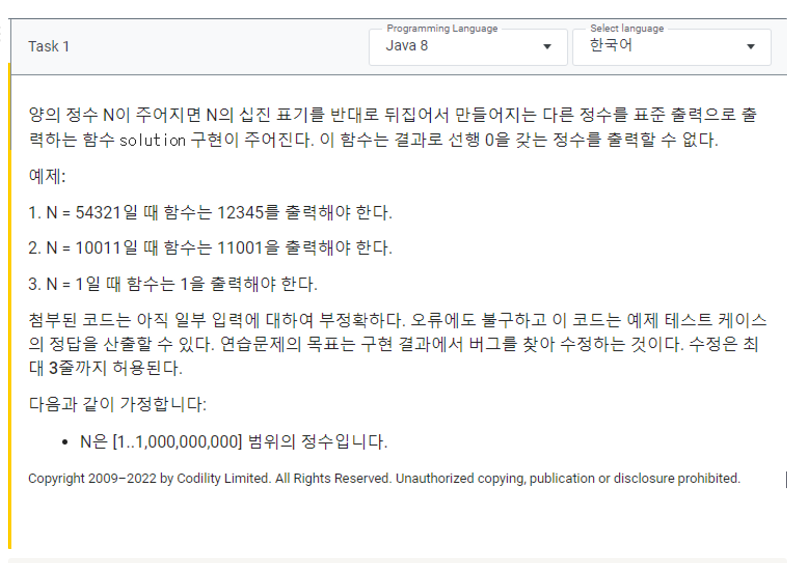 Task 1
Programming Language
Java 8
Select language
한국어
양의 정수 N이 주어지면 N의 십진 표기를 반대로 뒤집어서 만들어지는 다른 정수를 표준 출력으로 출
력하는 함수 solution 구현이 주어진다. 이 함수는 결과로 선행 0을 갖는 정수를 출력할 수 없다.
예제:
1. N = 54321일 때 함수는 12345를 출력해야 한다.
2. N = 10011일 때 함수는 11001을 출력해야 한다.
3. N = 1일 때 함수는 1을 출력해야 한다.
첨부된 코드는 아직 일부 입력에 대하여 부정확하다. 오류에도 불구하고 이 코드는 예제 테스트 케이스
의 정답을 산출할 수 있다. 연습문제의 목표는 구현 결과에서 버그를 찾아 수정하는 것이다. 수정은 최
대 3줄까지 허용된다.
다음과 같이 가정합니다:
• N은 [1..1,000,000,000] 범위의 정수입니다.
Copyright 2009–2022 by Codility Limited. All Rights Reserved. Unauthorized copying, publication or disclosure prohibited.